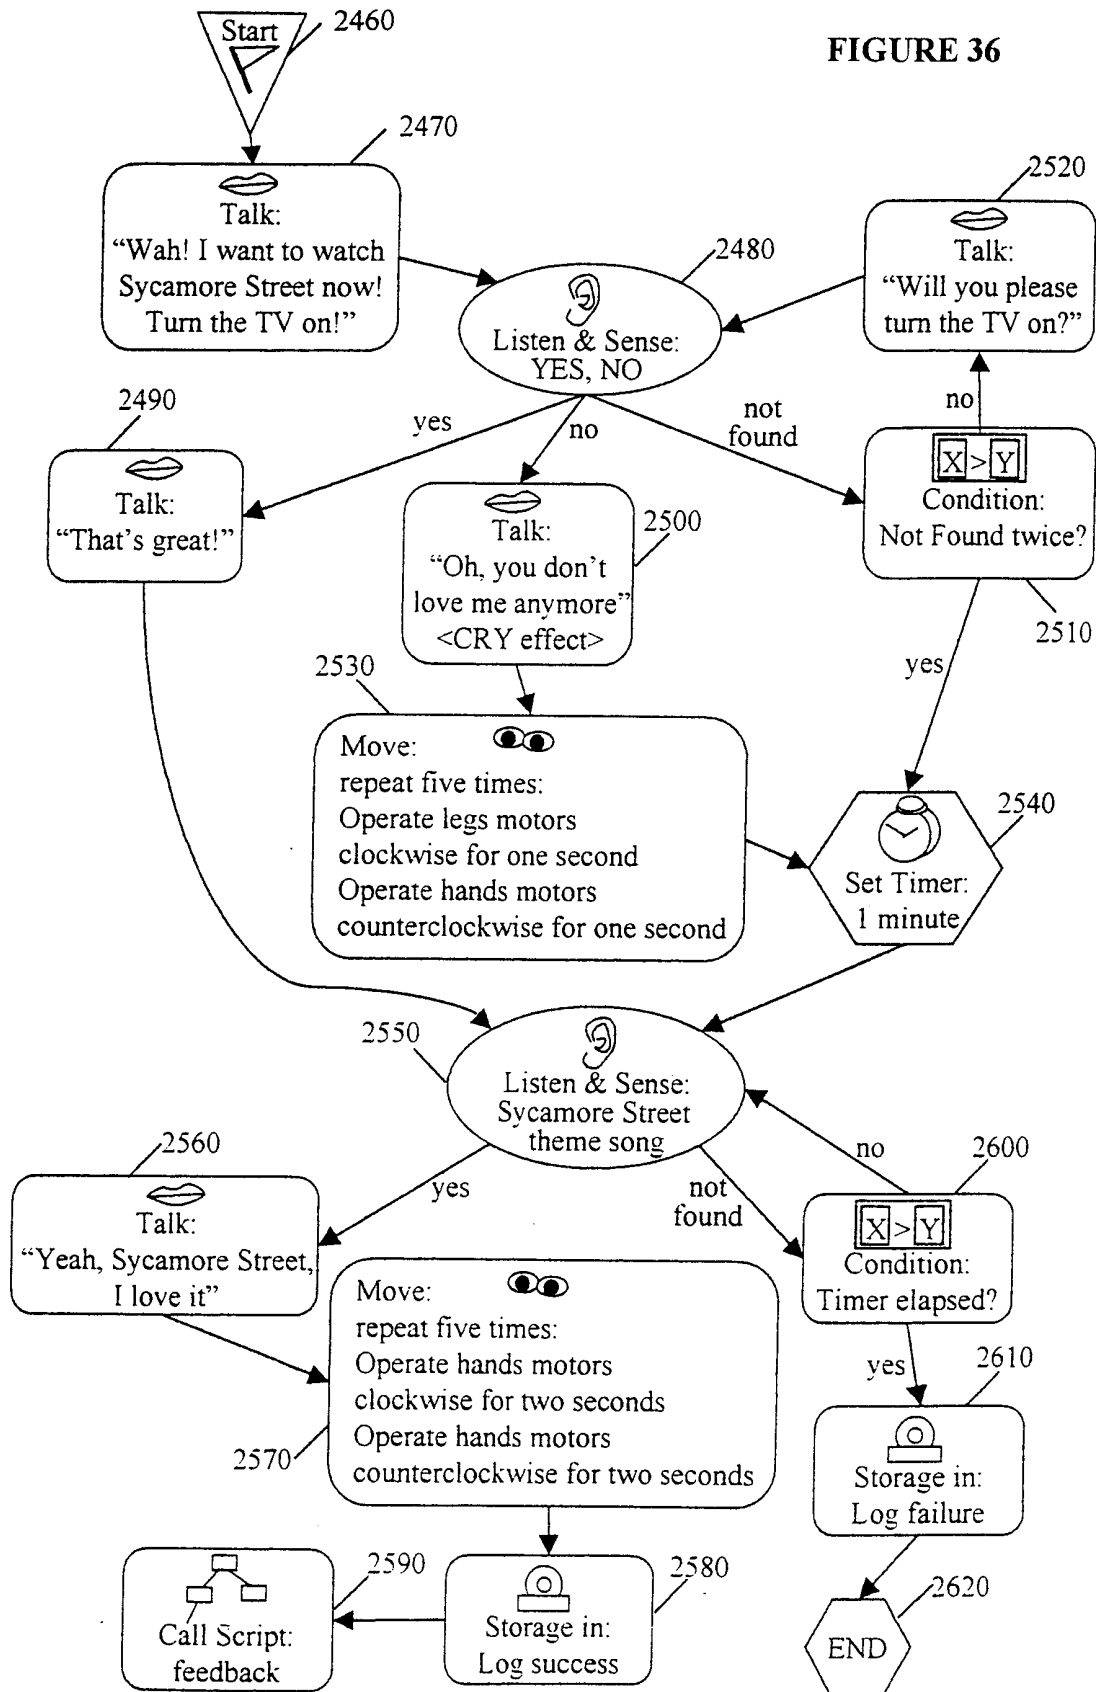 FIGURE 36
Start
2460
2470
Talk:
“Wah! I want to watch
Sycamore Street now!
Turn the TV on!”
2480
Listen & Sense:
YES, NO
2520
Talk:
“Will you please
turn the TV on?”
yes
no
not
found
no
2490
Talk:
“That's great!”
2500
Talk:
“Oh, you don't
love me anymore”
<CRY effect>
X > Y
Condition:
Not Found twice?
2510
yes
2530
Move:
repeat five times:
Operate legs motors
clockwise for one second
Operate hands motors
counterclockwise for one second
2540
Set Timer:
1 minute
2550
Listen & Sense:
Sycamore Street
theme song
yes
not
found
no
2560
Talk:
“Yeah, Sycamore Street,
I love it”
2600
X > Y
Condition:
Timer elapsed?
yes
2570
Move:
repeat five times:
Operate hands motors
clockwise for two seconds
Operate hands motors
counterclockwise for two seconds
2610
Storage in:
Log failure
2590
Call Script:
feedback
2580
Storage in:
Log success
2620
END